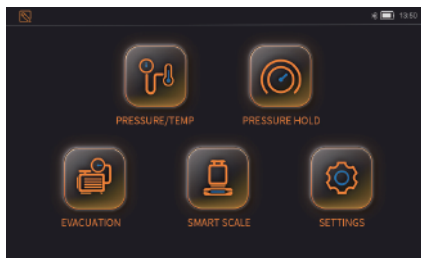 13:50
PRESSURE/TEMP
PRESSURE HOLD
EVACUATION
SMART SCALE
SETTINGS